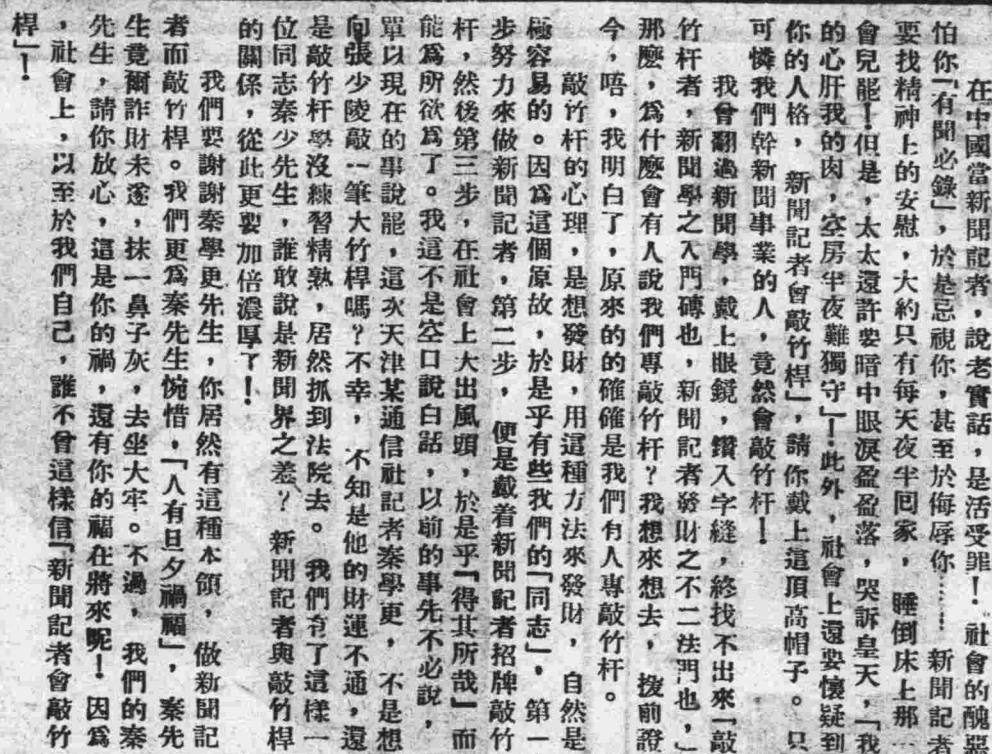 在中國當新聞記者，說老實話，是活受罪！社會的醜惡
怕你「有聞必錄」，於是忌視你，甚至於侮辱你……新聞記者
要找精神上的安慰，大約只有每天夜半回家，睡倒床上那一
會兒罷！但是，太太還許要暗中眼淚盈盈落，哭訴皇天，「我
的心肝我的肉，空房半夜難獨守」！此外，社會上還要懷疑到
你的人格，新聞記者會敲竹桿」，請你戴上這頂高帽子。只
可憐我們幹新聞事業的人，竟然會敲竹杆！
我曾翻過新聞學，戴上眼鏡，鑽入字縫，終找不出來「敲
竹杆者，新聞學之入門磚也，新聞記者發財之不二法門也，」
那麼，爲什麼會有人說我們專敲竹杆？我想來想去，援前證
今，唔，我明白了，原來的的確確是我們有人專敲竹杆。
敲竹杆的心理，是想發財，用這種方法來發財，自然是
極容易的。因爲這個原故，於是乎有些我們的「同志」，第一
步努力來做新聞記者，第二步，便是戴着新聞記者招牌敲竹
杆，然後第三步，在社會上大出風頭，於是乎「得其所哉」而
能爲所欲爲了。我這不是空口說白話，以前的事先不必說，
單以現在的事說罷，這次天津某通信社記者秦學更，不是想
向張少陵敲一筆大竹桿嗎？不幸，不知是他的財運不通，還
是敲竹杆學沒練習精熟，居然抓到法院去。我們有了這樣一
位同志秦少先生，誰敢說是新聞界之羞？新聞記者與敲竹桿
的關係，從此更要加倍濃厚了！
我們要謝謝秦學更先生，你居然有這種本領，做新聞記
者而敲竹桿。我們更爲秦先生惋惜，「人有旦夕禍福」，秦先
生竟爾詐財未遂，抹一鼻子灰，去坐大牢。不過，我們的秦
先生，請你放心，這是你的禍，還有你的福在將來呢！因爲
，社會上，以至於我們自己，誰不曾這樣信「新聞記者會敲竹
桿」！